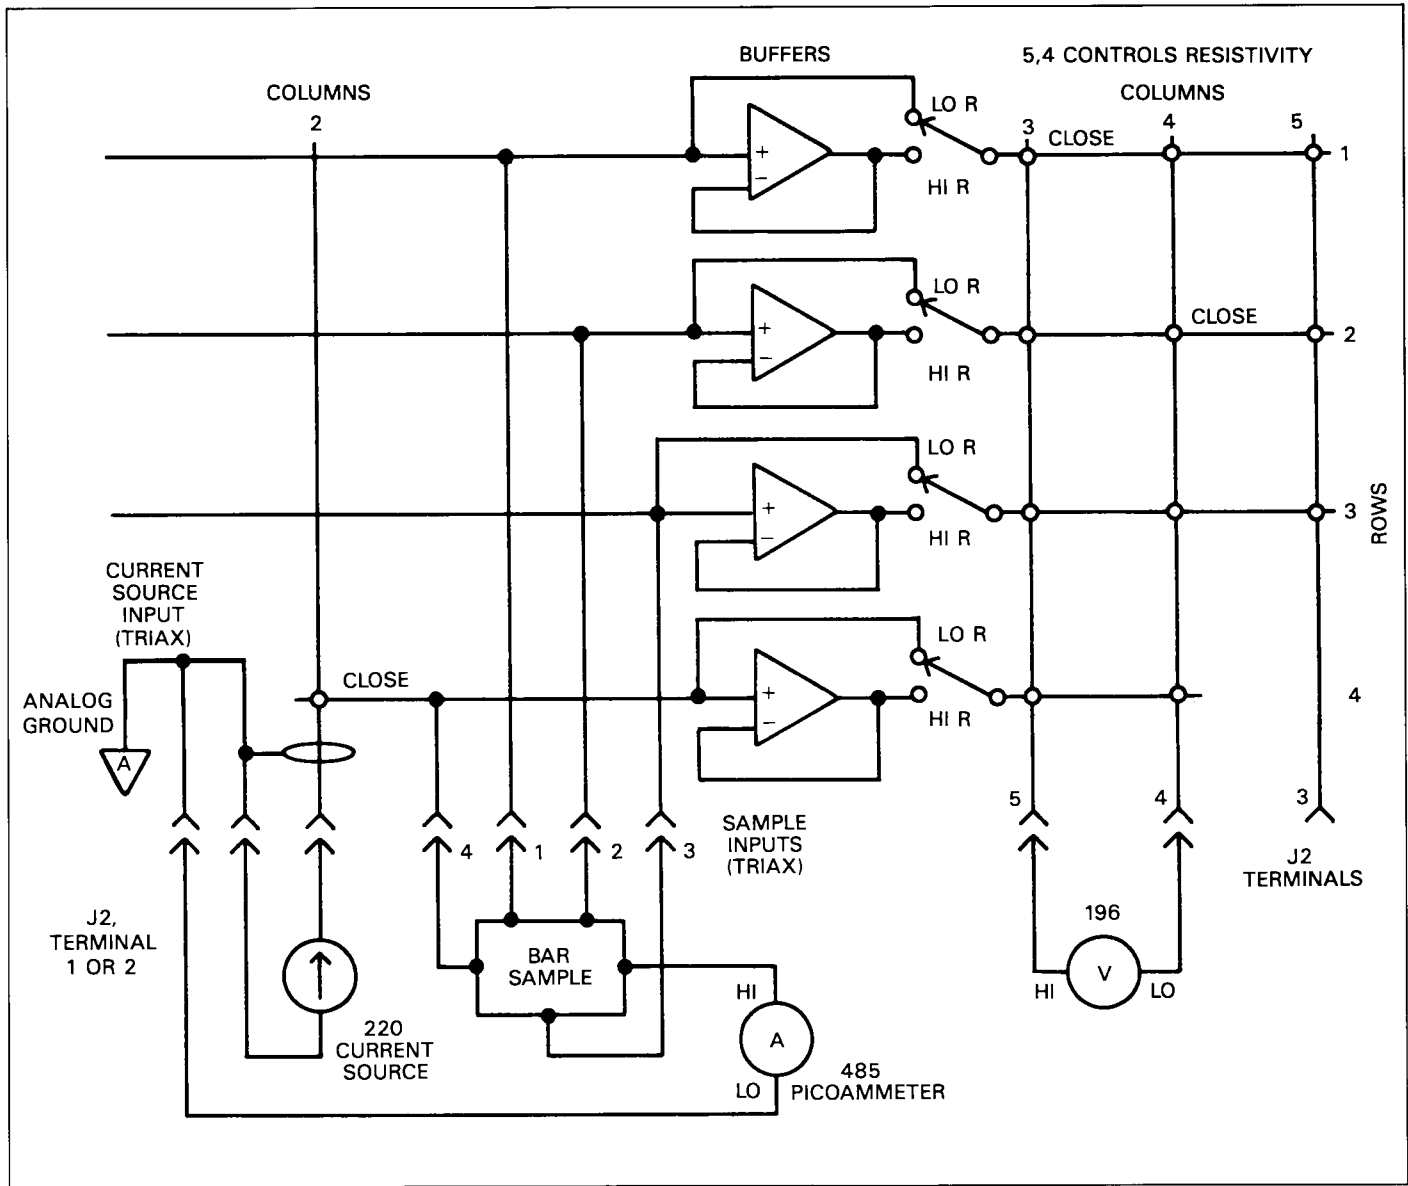 BUFFERS
5,4 CONTROLS RESISTIVITY
COLUMNS
2
COLUMNS
3
4
5
LO R
CLOSE
1
+
−
HI R
LO R
CLOSE
2
+
−
HI R
LO R
3
+
−
HI R
ROWS
CURRENT
SOURCE
INPUT
(TRIAX)
ANALOG
GROUND
A
CLOSE
LO R
4
+
−
HI R
4
1
2
3
SAMPLE
INPUTS
(TRIAX)
5
4
3
J2
TERMINALS
J2,
TERMINAL
1 OR 2
BAR
SAMPLE
196
V
HI
LO
220
CURRENT
SOURCE
HI
A
LO
485
PICOAMMETER